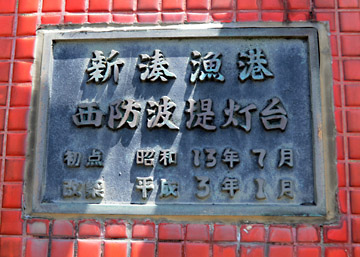 新湊漁港
西防波堤灯台
初点 昭和 13年 7月
改築 平成 3年 1月